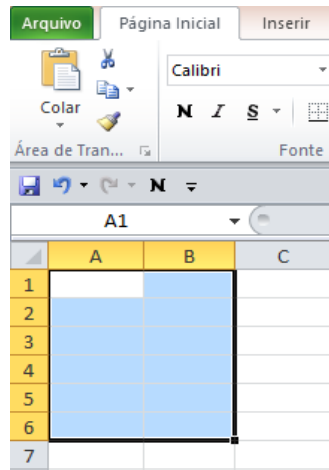 Arquivo Página Inicial Inserir
Colar
Calibri
N I S
Área de Tran... Fonte
N
A1
A B C
1
2
3
4
5
6
7